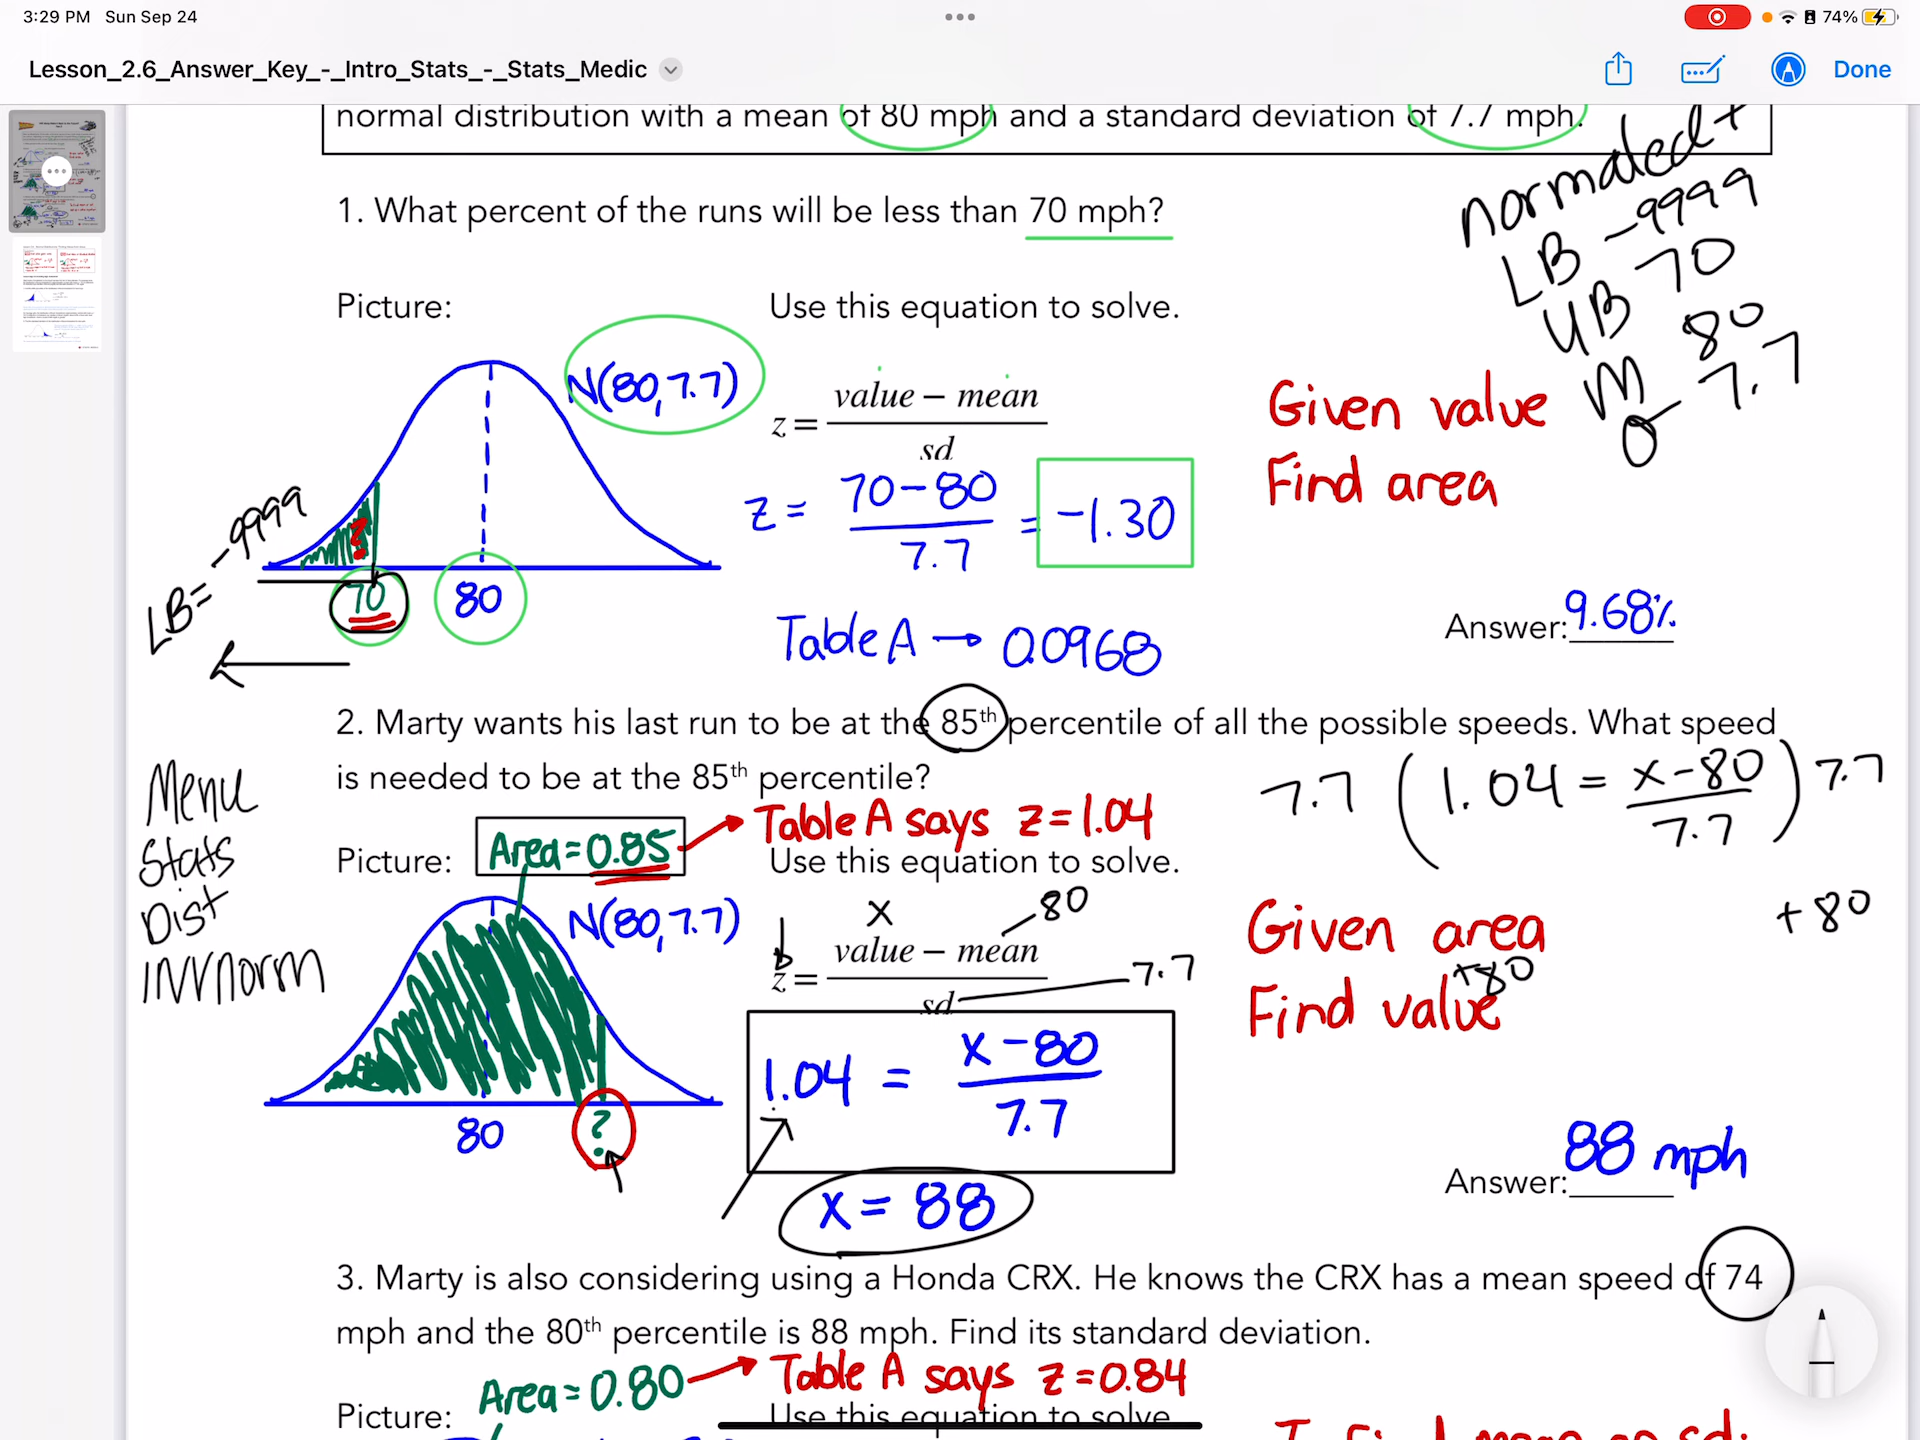 3:29 PM Sun Sep 24
74%
Lesson_2.6_Answer_Key_-_Intro_Stats_-_Stats_Medic
Done
normal distribution with a mean of 80 mph and a standard deviation of 7.7 mph.
normalcdf
LB -9999
UB 70
M 80
σ 7.7
1. What percent of the runs will be less than 70 mph?
Picture:
Use this equation to solve.
N(80,7.7)
z = value – mean / sd
z = 70-80 / 7.7 = -1.30
Given value
Find area
LB= -9999
?
70
80
Table A → 0.0968
Answer: 9.68%
2. Marty wants his last run to be at the 85th percentile of all the possible speeds. What speed
is needed to be at the 85th percentile?
7.7 ( 1.04 = x-80 / 7.7 ) 7.7
Menu
Stats
Dist
INVnorm
Area = 0.85
Table A says z=1.04
Picture:
Use this equation to solve.
N(80,7.7)
x
80
z = value – mean / sd
7.7
Given area
Find value
+80
+80
1.04 = x-80 / 7.7
80
?
x = 88
Answer: 88 mph
3. Marty is also considering using a Honda CRX. He knows the CRX has a mean speed of 74
mph and the 80th percentile is 88 mph. Find its standard deviation.
Area=0.80
Table A says z=0.84
Picture:
Use this equation to solve